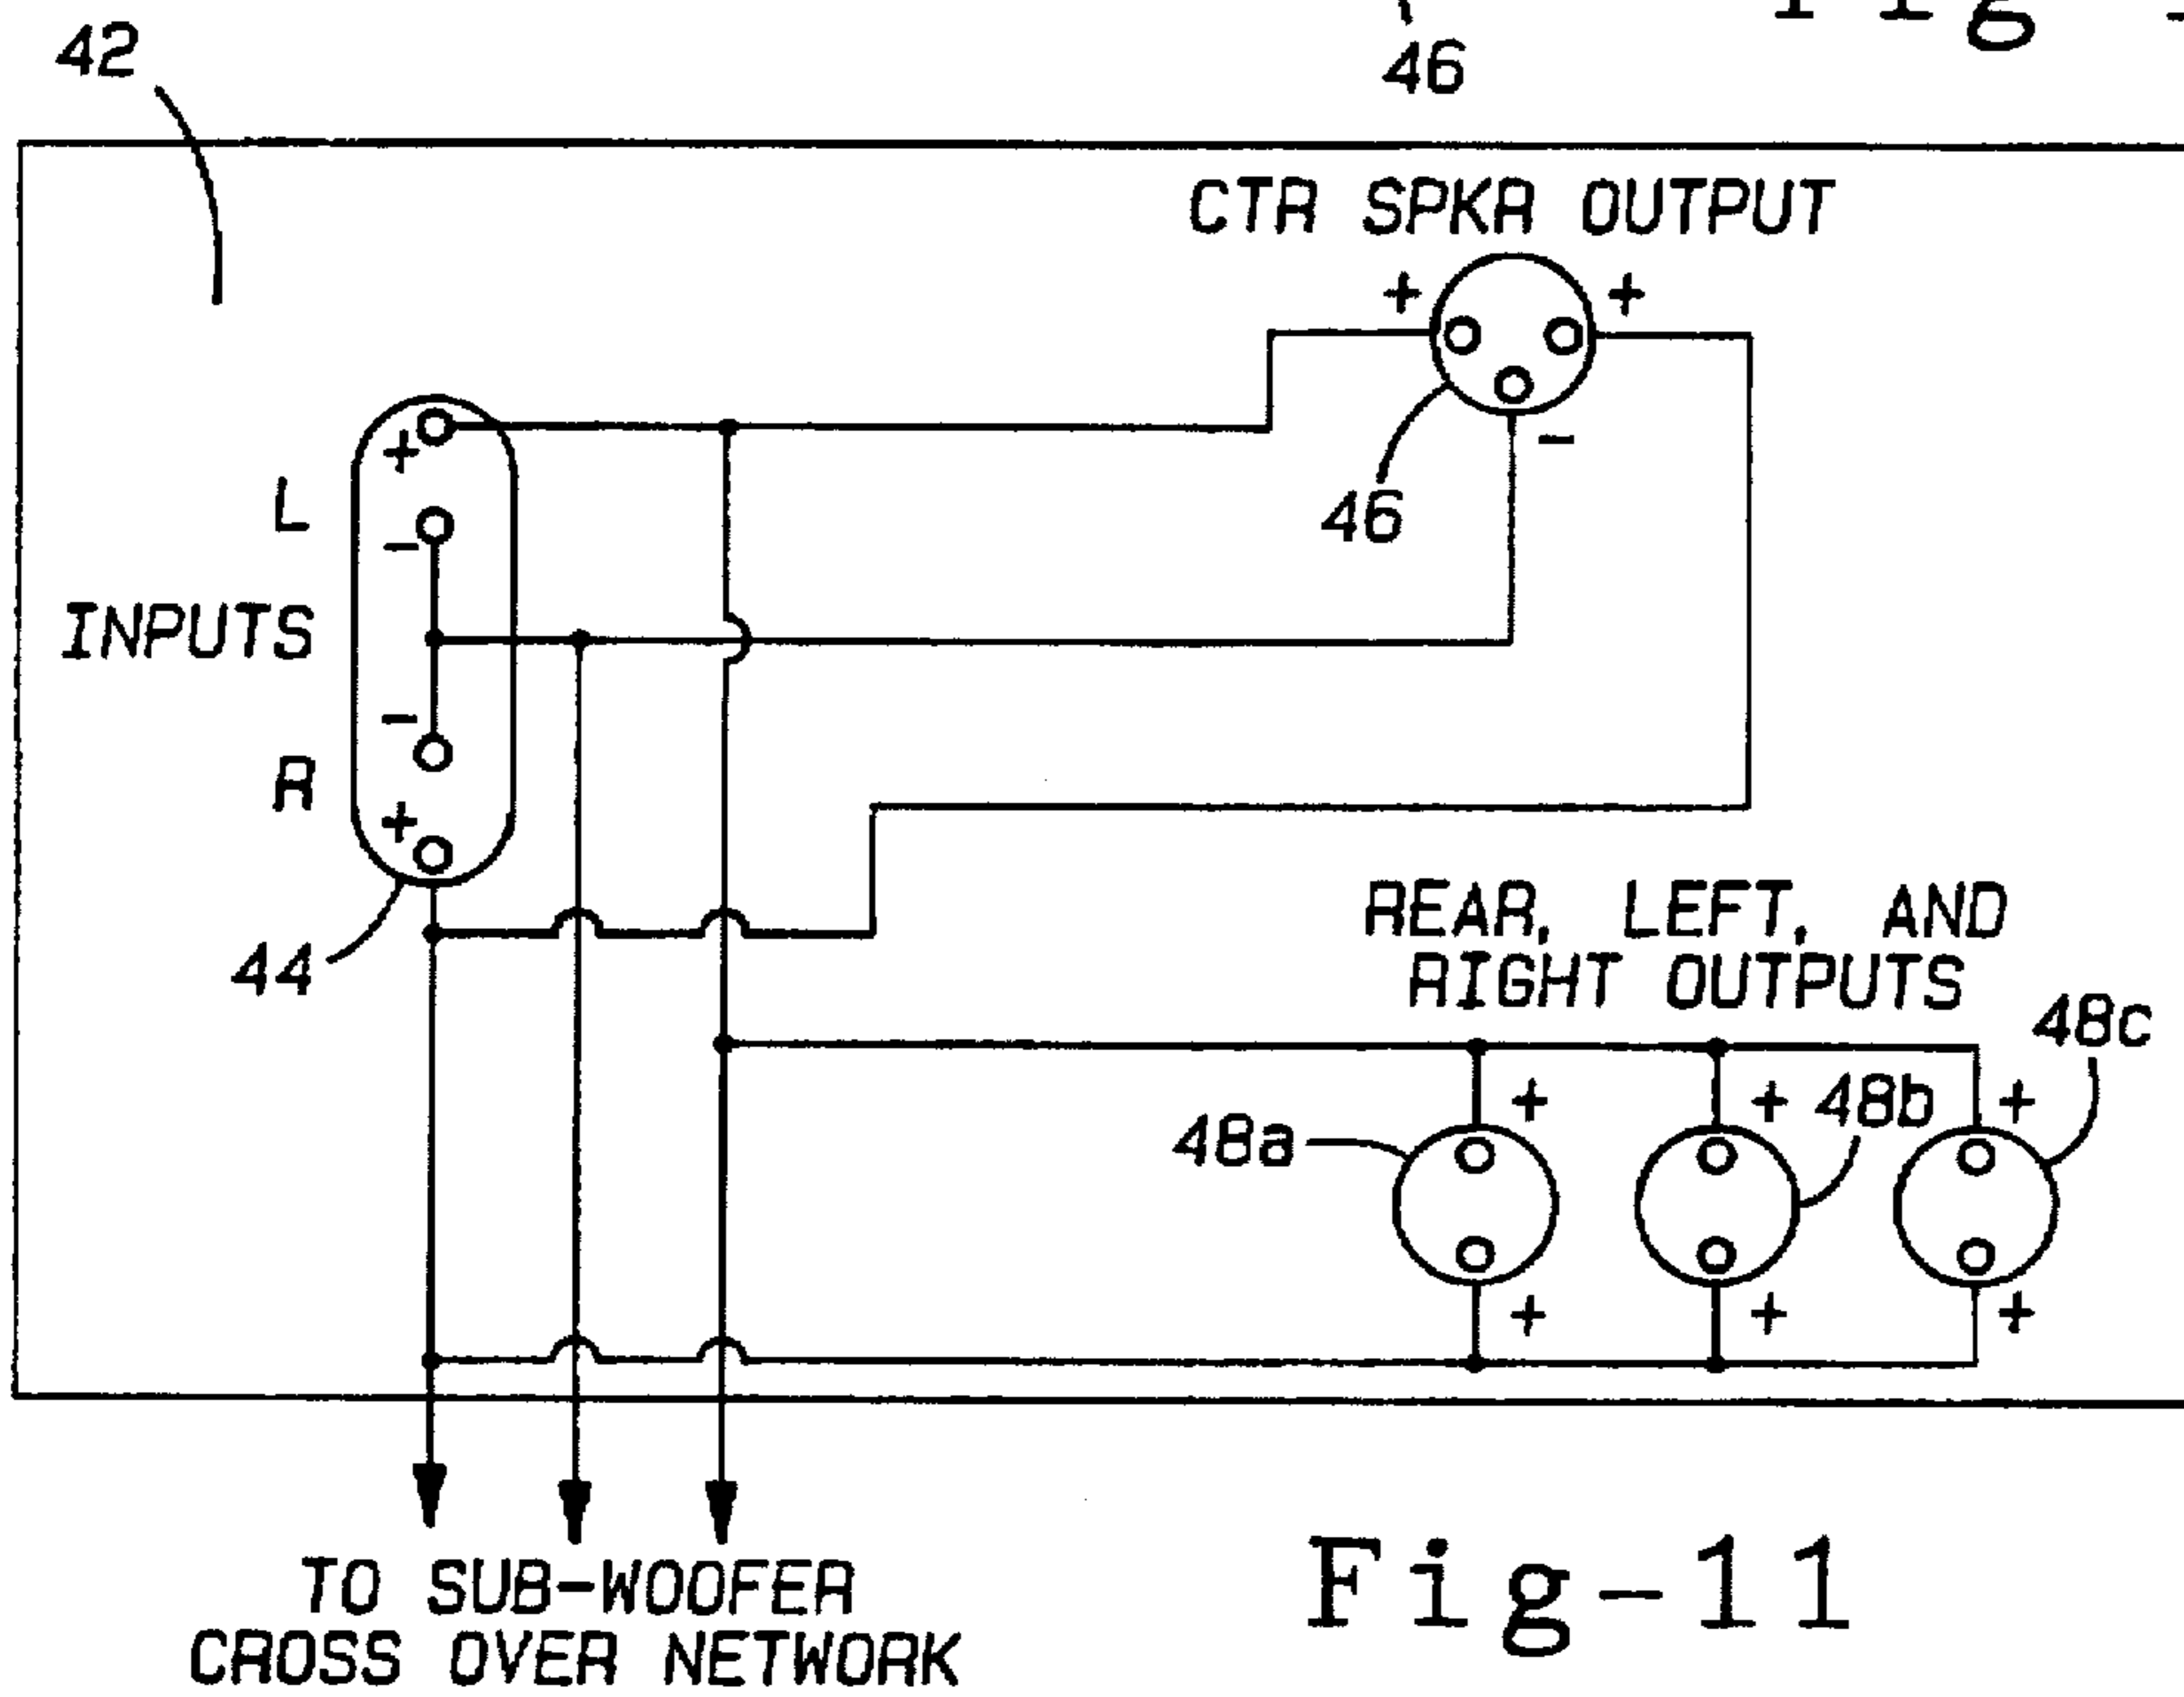 42
46
CTR SPKR OUTPUT
+ +
-
46
+
L
-
INPUTS
-
R
+
44
REAR, LEFT, AND
RIGHT OUTPUTS
48c
+ + 48b +
48a
+ + +
TO SUB-WOOFER
CROSS OVER NETWORK
Fig-11